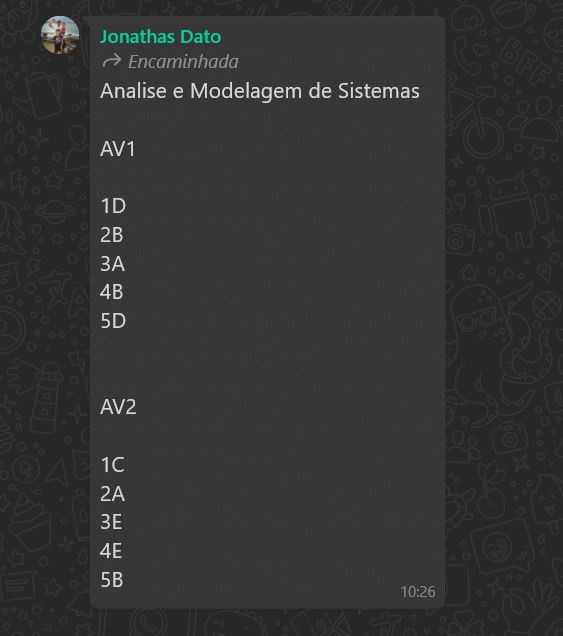 Jonathas Dato
Encaminhada
Analise e Modelagem de Sistemas
AV1
1D
2B
3A
4B
5D
AV2
1C
2A
3E
4E
5B
10:26